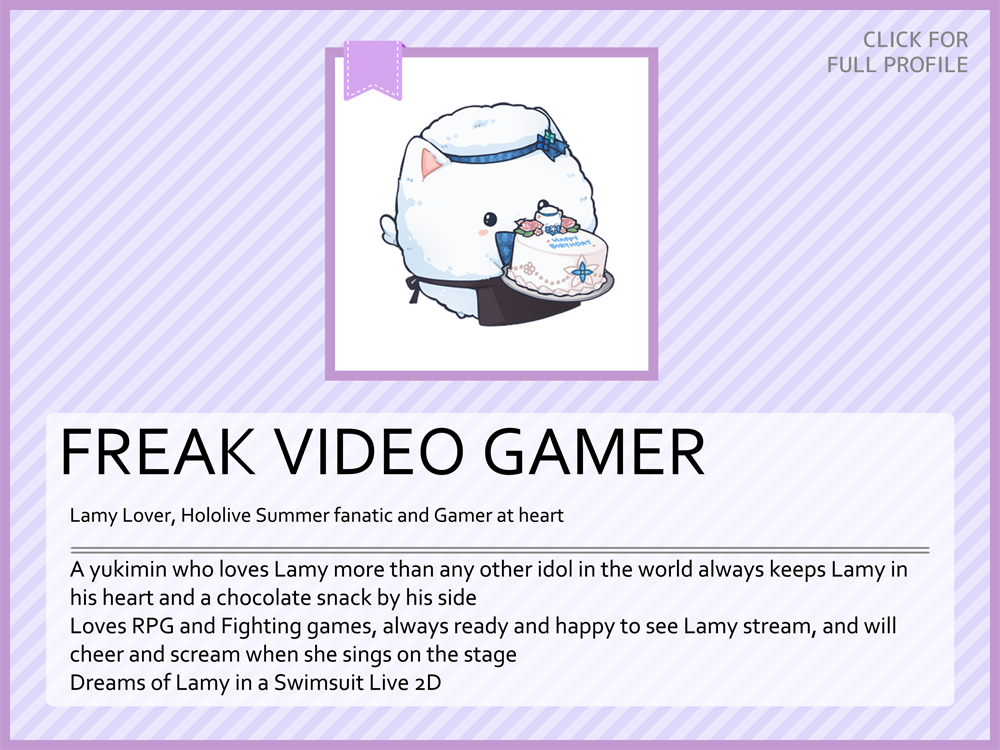 CLICK FOR
FULL PROFILE
HAPPY
BIRTHDAY
FREAK VIDEO GAMER
Lamy Lover, Hololive Summer fanatic and Gamer at heart
A yukimin who loves Lamy more than any other idol in the world always keeps Lamy in
his heart and a chocolate snack by his side
Loves RPG and Fighting games, always ready and happy to see Lamy stream, and will
cheer and scream when she sings on the stage
Dreams of Lamy in a Swimsuit Live 2D